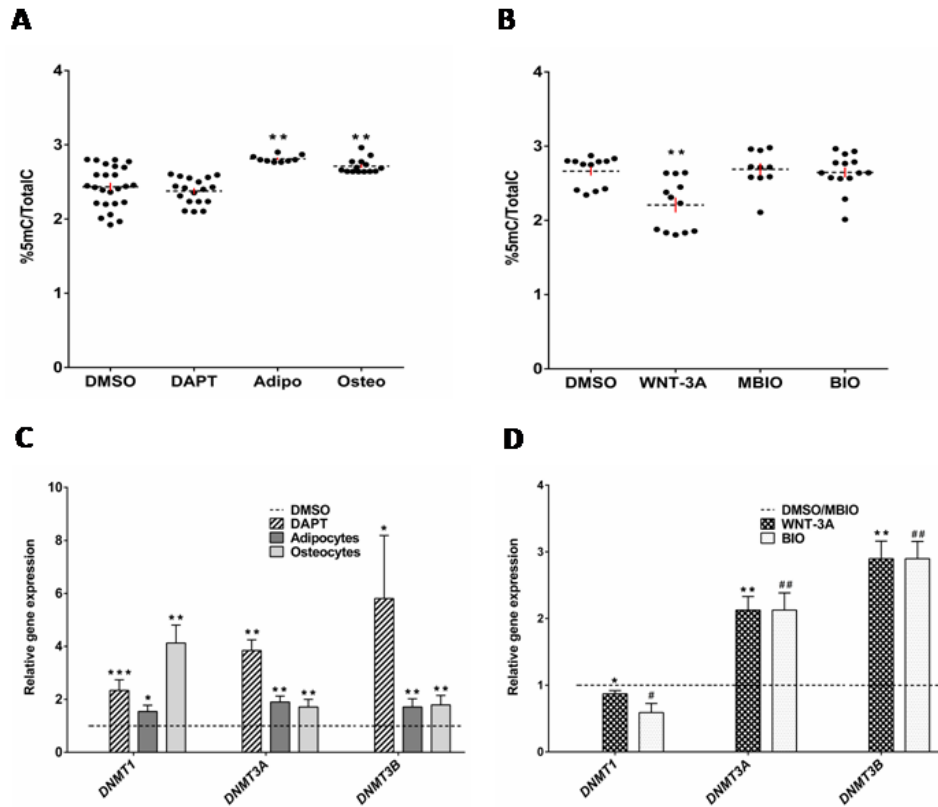 A
B
%5mC/TotalC
4
3
2
1
0
** **
DMSO DAPT Adipo Osteo
%5mC/TotalC
4
3
2
1
0
**
DMSO WNT-3A MBIO BIO
C
D
Relative gene expression
10
8
6
4
2
0
DMSO
DAPT
Adipocytes
Osteocytes
*** * **
** ** **
* ** **
DNMT1 DNMT3A DNMT3B
Relative gene expression
4
3
2
1
0
DMSO/MBIO
WNT-3A
BIO
* #
** ##
** ##
DNMT1 DNMT3A DNMT3B